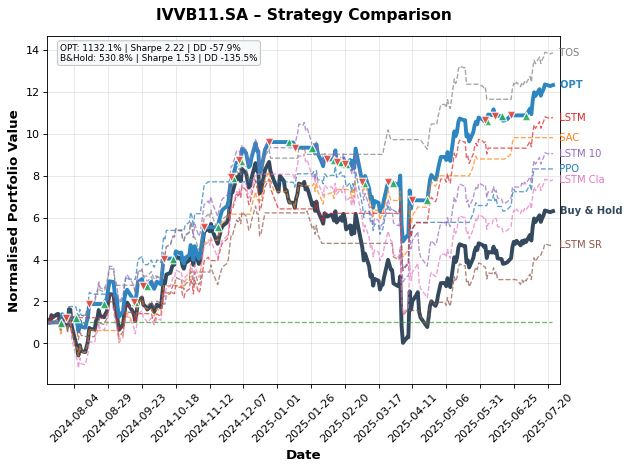 IVVB11.SA – Strategy Comparison
OPT: 1132.1% | Sharpe 2.22 | DD -57.9%
B&Hold: 530.8% | Sharpe 1.53 | DD -135.5%
Normalised Portfolio Value
14
12
10
8
6
4
2
0
TOS
OPT
LSTM
SAC
LSTM 10
PPO
LSTM Cla
Buy & Hold
LSTM SR
2024-08-04
2024-08-29
2024-09-23
2024-10-18
2024-11-12
2024-12-07
2025-01-01
2025-01-26
2025-02-20
2025-03-17
2025-04-11
2025-05-06
2025-05-31
2025-06-25
2025-07-20
Date